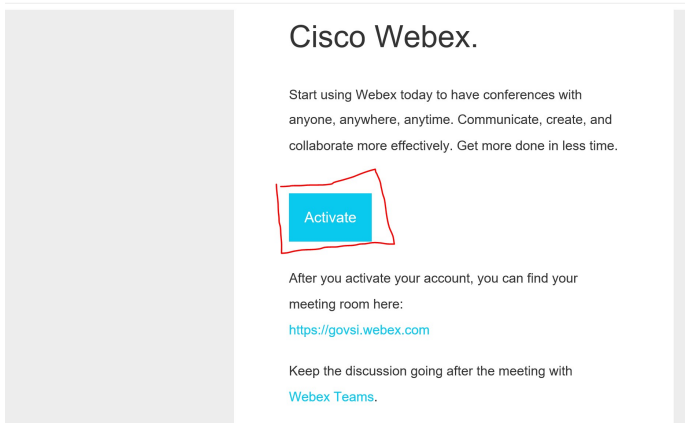 Cisco Webex.
Start using Webex today to have conferences with
anyone, anywhere, anytime. Communicate, create, and
collaborate more effectively. Get more done in less time.
Activate
After you activate your account, you can find your
meeting room here:
https://govsi.webex.com
Keep the discussion going after the meeting with
Webex Teams.